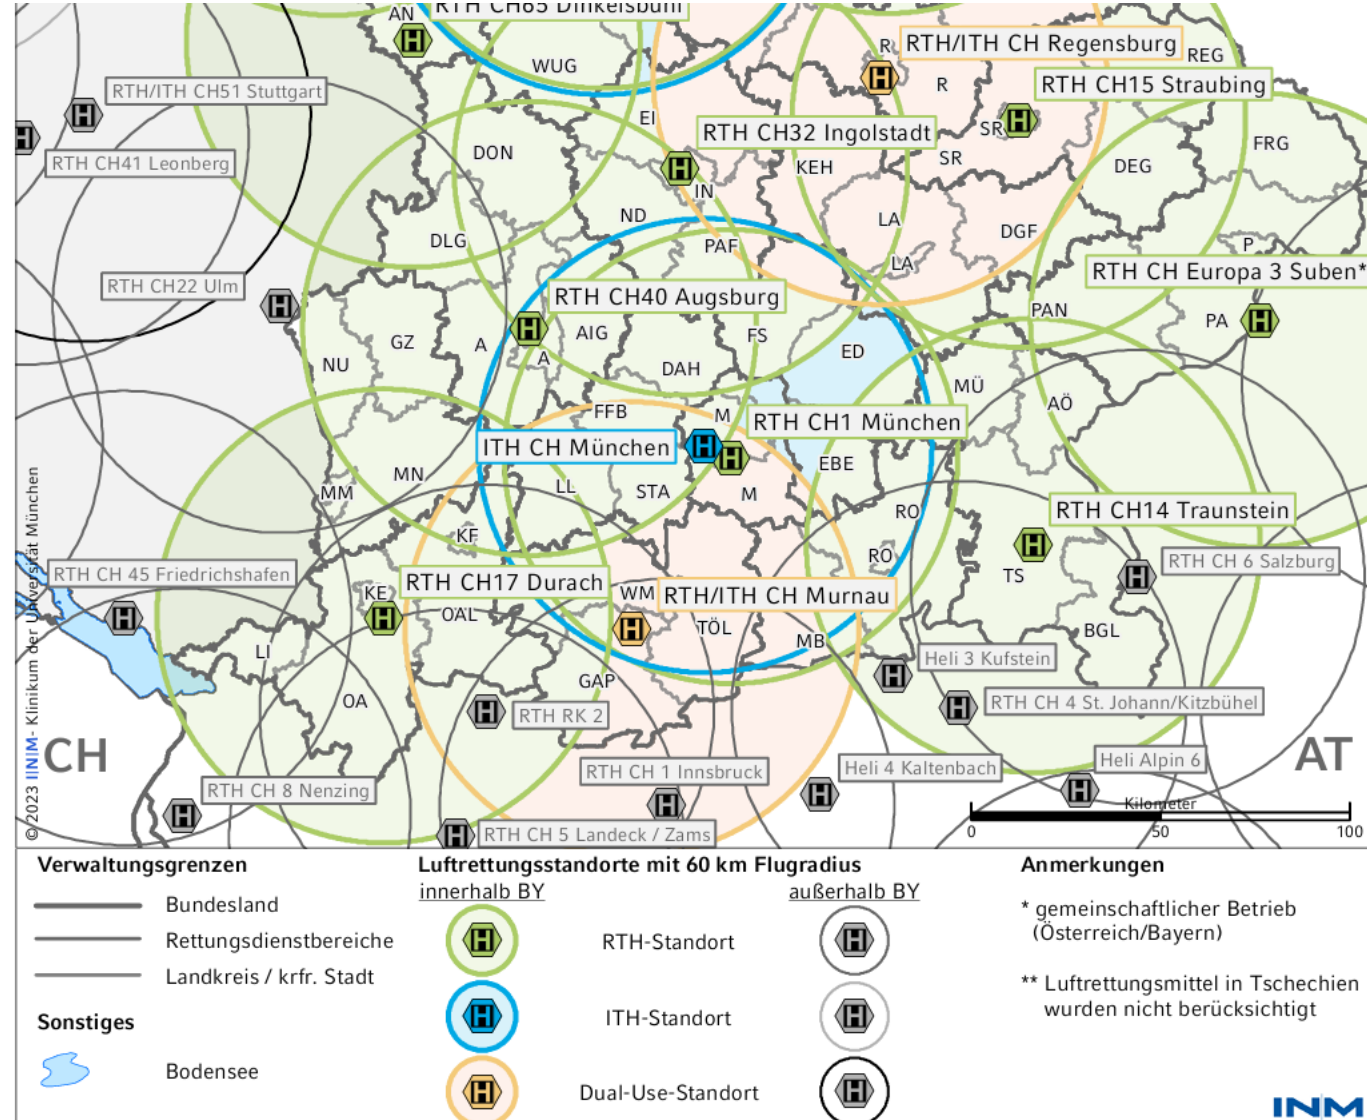 RTH CH65 Dinkelsbühl
AN
WUG
RTH/ITH CH Regensburg
R
REG
R
RTH/ITH CH51 Stuttgart
RTH CH15 Straubing
EI
RTH CH32 Ingolstadt
SR
FRG
RTH CH41 Leonberg
DON
SR
KEH
DEG
IN
ND
LA
DGF
DLG
PAF
P
LA
RTH CH Europa 3 Suben*
RTH CH22 Ulm
RTH CH40 Augsburg
PAN
PA
AIG
FS
GZ
A
A
ED
NU
DAH
MÜ
AÖ
FFB
M
RTH CH1 München
ITH CH München
EBE
MN
LL
STA
M
MM
RO
RTH CH14 Traunstein
KF
RO
RTH CH 45 Friedrichshafen
RTH CH17 Durach
RTH CH 6 Salzburg
TS
KE
WM
RTH/ITH CH Murnau
OAL
TÖL
MB
BGL
LI
Heli 3 Kufstein
GAP
OA
RTH RK 2
RTH CH 4 St. Johann/Kitzbühel
CH
AT
RTH CH 1 Innsbruck
Heli 4 Kaltenbach
Heli Alpin 6
RTH CH 8 Nenzing
RTH CH 5 Landeck / Zams
Kilometer
0 50 100
© 2023 INM- Klinikum der Universität München
Verwaltungsgrenzen
Bundesland
Rettungsdienstbereiche
Landkreis / krfr. Stadt
Sonstiges
Bodensee
Luftrettungsstandorte mit 60 km Flugradius
innerhalb BY
außerhalb BY
RTH-Standort
ITH-Standort
Dual-Use-Standort
Anmerkungen
* gemeinschaftlicher Betrieb
(Österreich/Bayern)
** Luftrettungsmittel in Tschechien
wurden nicht berücksichtigt
INM